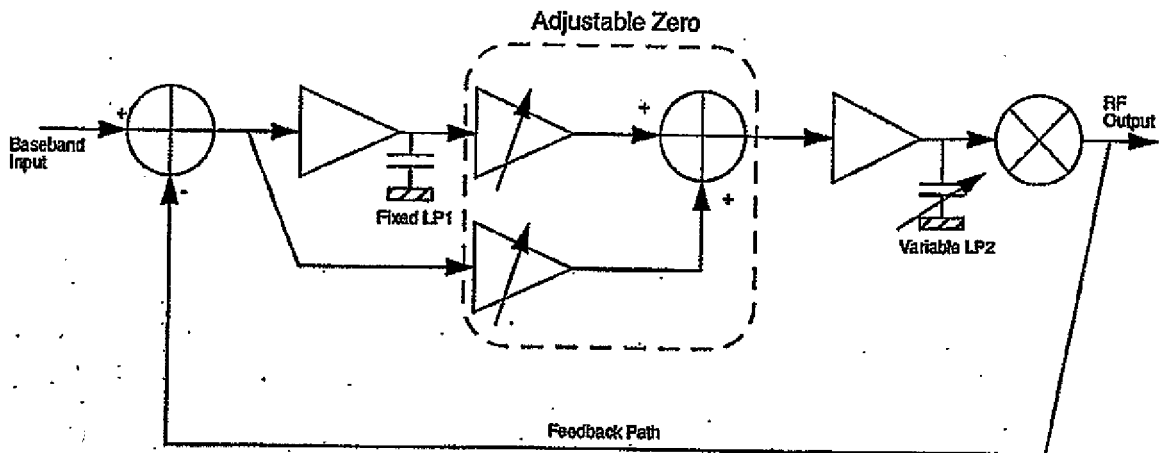 Adjustable Zero
+
+
+
-
Baseband
Input
Fixed LP1
RF
Output
Variable LP2
Feedback Path